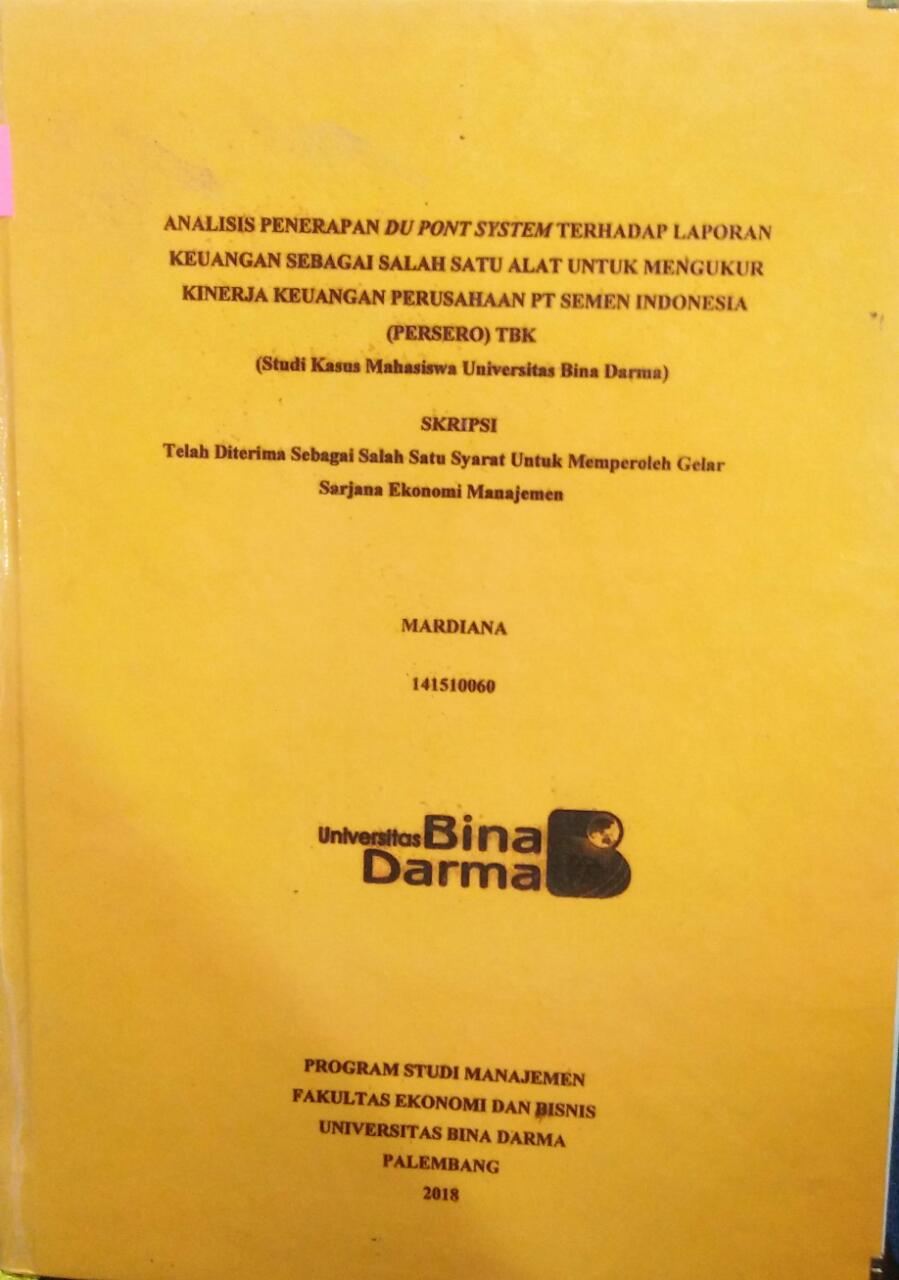 ANALISIS PENERAPAN DU PONT SYSTEM TERHADAP LAPORAN
KEUANGAN SEBAGAI SALAH SATU ALAT UNTUK MENGUKUR
KINERJA KEUANGAN PERUSAHAAN PT SEMEN INDONESIA
(PERSERO) TBK
(Studi Kasus Mahasiswa Universitas Bina Darma)
SKRIPSI
Telah Diterima Sebagai Salah Satu Syarat Untuk Memperoleh Gelar
Sarjana Ekonomi Manajemen
MARDIANA
141510060
Universitas Bina
Darma
PROGRAM STUDI MANAJEMEN
FAKULTAS EKONOMI DAN BISNIS
UNIVERSITAS BINA DARMA
PALEMBANG
2018